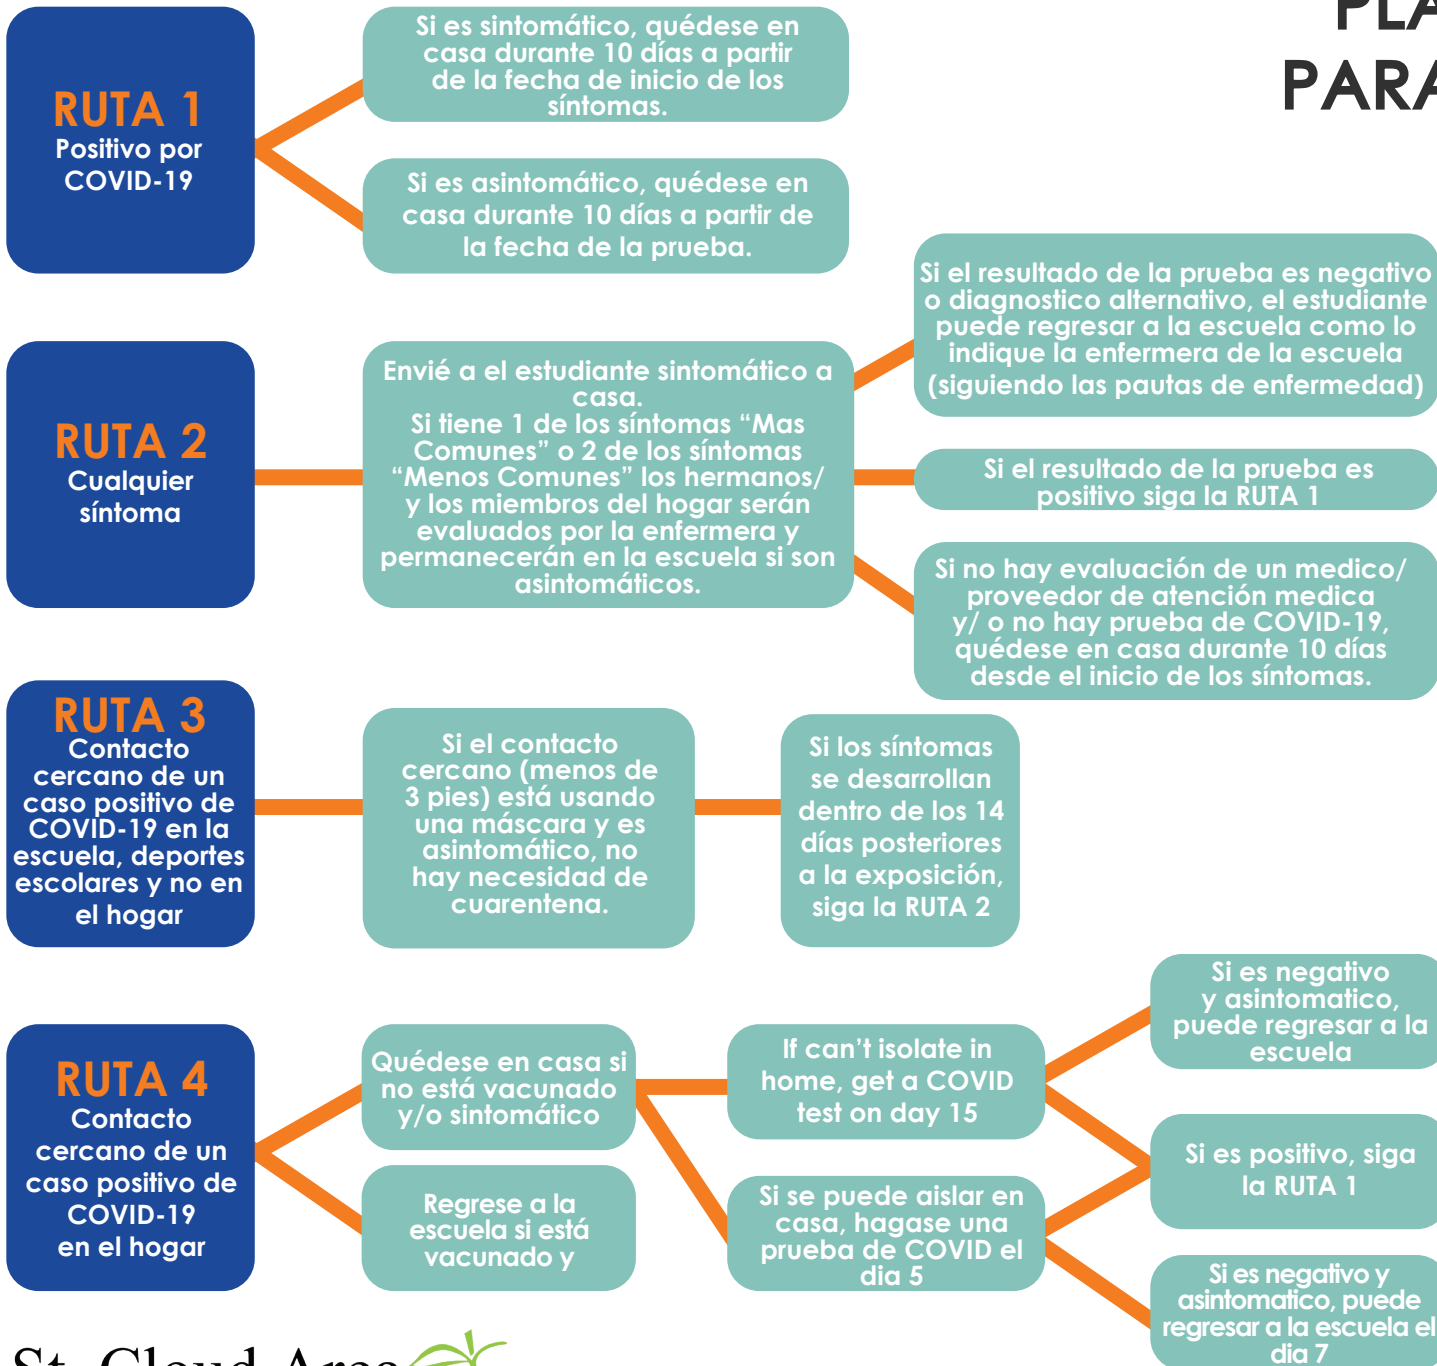 PLA
PARA
RUTA 1
Positivo por
COVID-19
Si es sintomático, quédese en
casa durante 10 días a partir
de la fecha de inicio de los
síntomas.
Si es asintomático, quédese en
casa durante 10 días a partir de
la fecha de la prueba.
RUTA 2
Cualquier
síntoma
Envié a el estudiante sintomático a
casa.
Si tiene 1 de los síntomas “Mas
Comunes” o 2 de los síntomas
“Menos Comunes” los hermanos/
y los miembros del hogar serán
evaluados por la enfermera y
permanecerán en la escuela si son
asintomáticos.
Si el resultado de la prueba es negativo
o diagnostico alternativo, el estudiante
puede regresar a la escuela como lo
indique la enfermera de la escuela
(siguiendo las pautas de enfermedad)
Si el resultado de la prueba es
positivo siga la RUTA 1
Si no hay evaluación de un medico/
proveedor de atención medica
y/ o no hay prueba de COVID-19,
quédese en casa durante 10 días
desde el inicio de los síntomas.
RUTA 3
Contacto
cercano de un
caso positivo de
COVID-19 en la
escuela, deportes
escolares y no en
el hogar
Si el contacto
cercano (menos de
3 pies) está usando
una máscara y es
asintomático, no
hay necesidad de
cuarentena.
Si los síntomas
se desarrollan
dentro de los 14
días posteriores
a la exposición,
siga la RUTA 2
RUTA 4
Contacto
cercano de un
caso positivo de
COVID-19
en el hogar
Quédese en casa si
no está vacunado
y/o sintomático
Regrese a la
escuela si está
vacunado y
If can’t isolate in
home, get a COVID
test on day 15
Si se puede aislar en
casa, hagase una
prueba de COVID el
dia 5
Si es negativo
y asintomatico,
puede regresar a la
escuela
Si es positivo, siga
la RUTA 1
Si es negativo y
asintomatico, puede
regresar a la escuela el
dia 7
St. Cloud Area